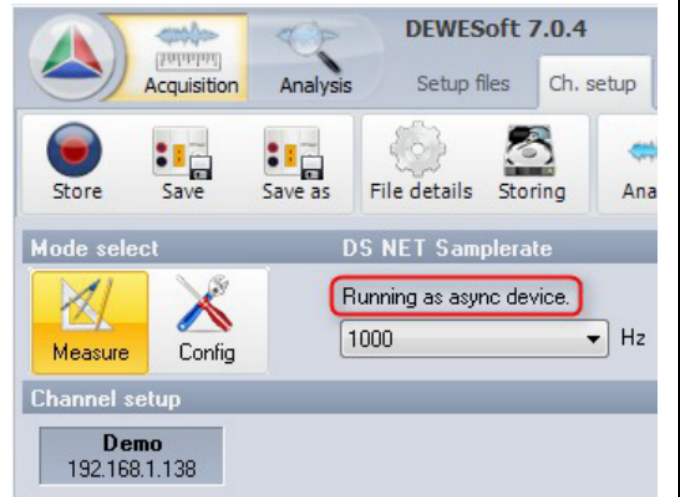 DEWESoft 7.0.4
Acquisition Analysis Setup files Ch. setup
Store Save Save as File details Storing Ana
Mode select DS NET Samplerate
Running as async device.
1000 Hz
Measure Config
Channel setup
Demo
192.168.1.138